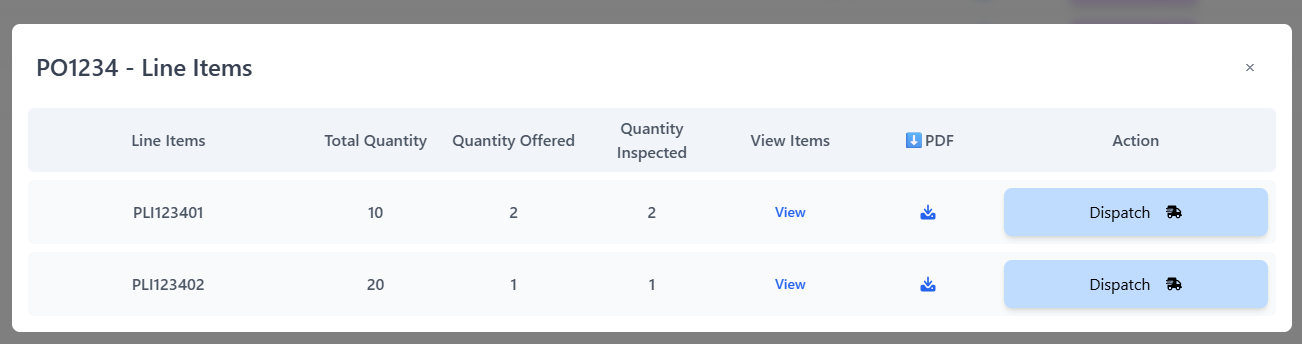 PO1234 - Line Items
×
Line Items Total Quantity Quantity Offered Quantity Inspected View Items ⬇️PDF Action
PLI123401 10 2 2 View Dispatch
PLI123402 20 1 1 View Dispatch